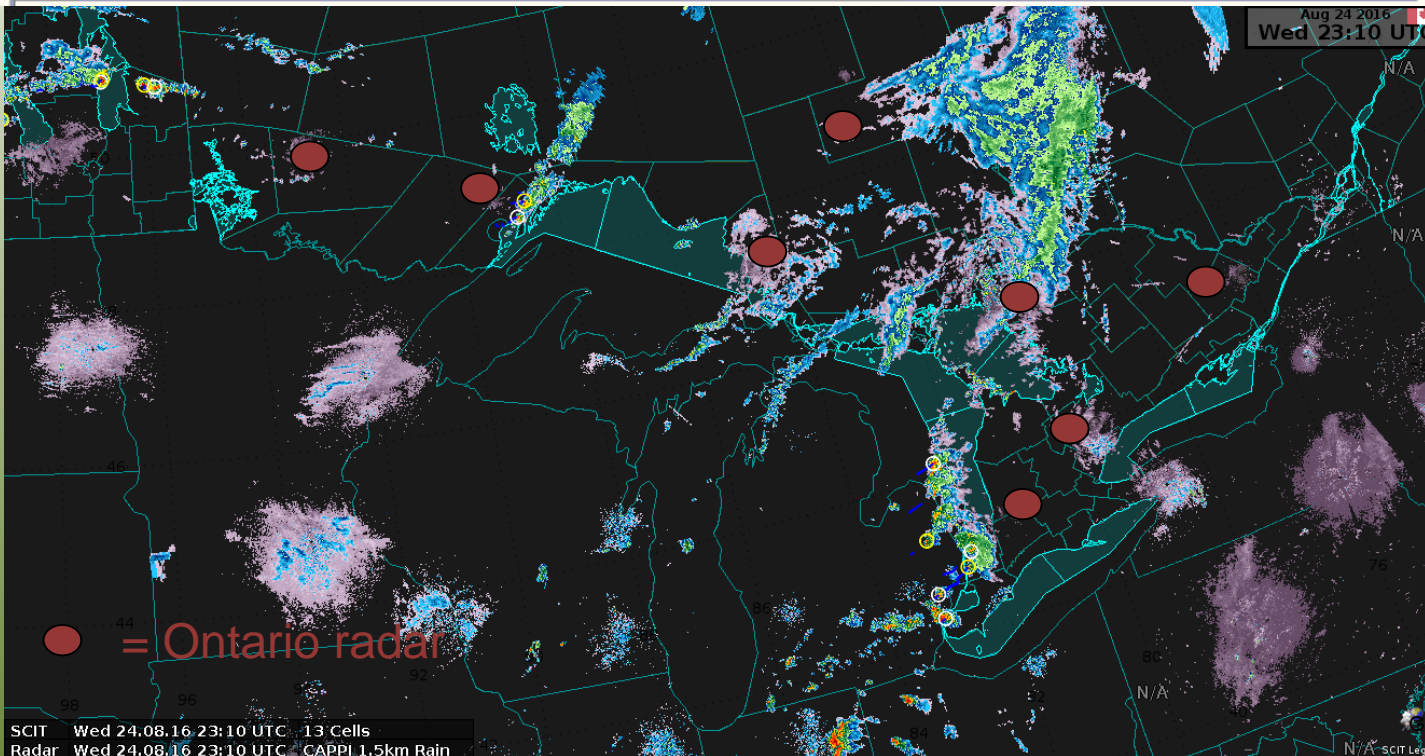 Aug 24 2016
Wed 23:10 UTC
N/A
N/A
50
46
76
86
44
= Ontario radar
80
92
N/A
96
98
82
84
42
SCIT Wed 24.08.16 23:10 UTC 13 Cells
Radar Wed 24.08.16 23:10 UTC CAPPI 1.5km Rain
N/A